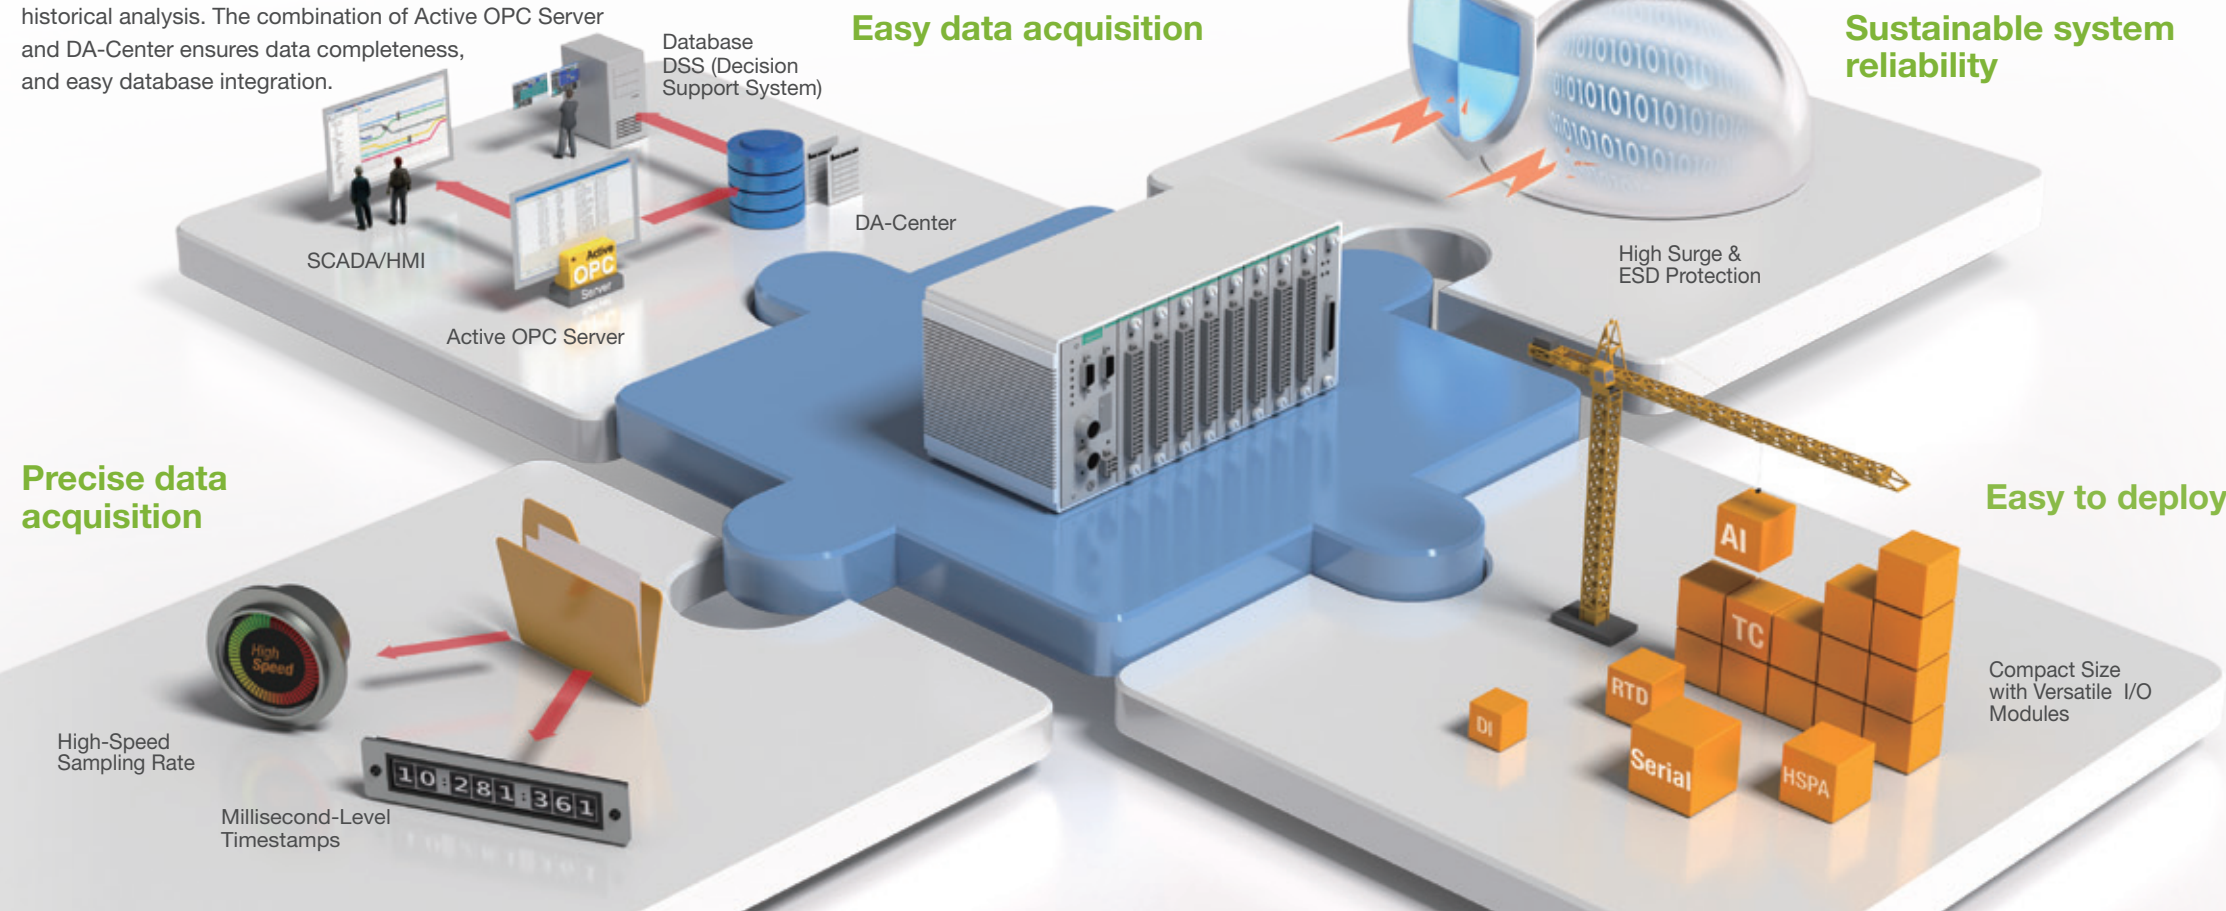 historical analysis. The combination of Active OPC Server
and DA-Center ensures data completeness,
and easy database integration.
Easy data acquisition
Sustainable system
reliability
Database
DSS (Decision
Support System)
DA-Center
SCADA/HMI
Active
OPC
Server
Active OPC Server
High Surge &
ESD Protection
Precise data
acquisition
High
Speed
High-Speed
Sampling Rate
10:281:361
Millisecond-Level
Timestamps
Easy to deploy
AI
TC
RTD
DI
Serial
HSPA
Compact Size
with Versatile I/O
Modules